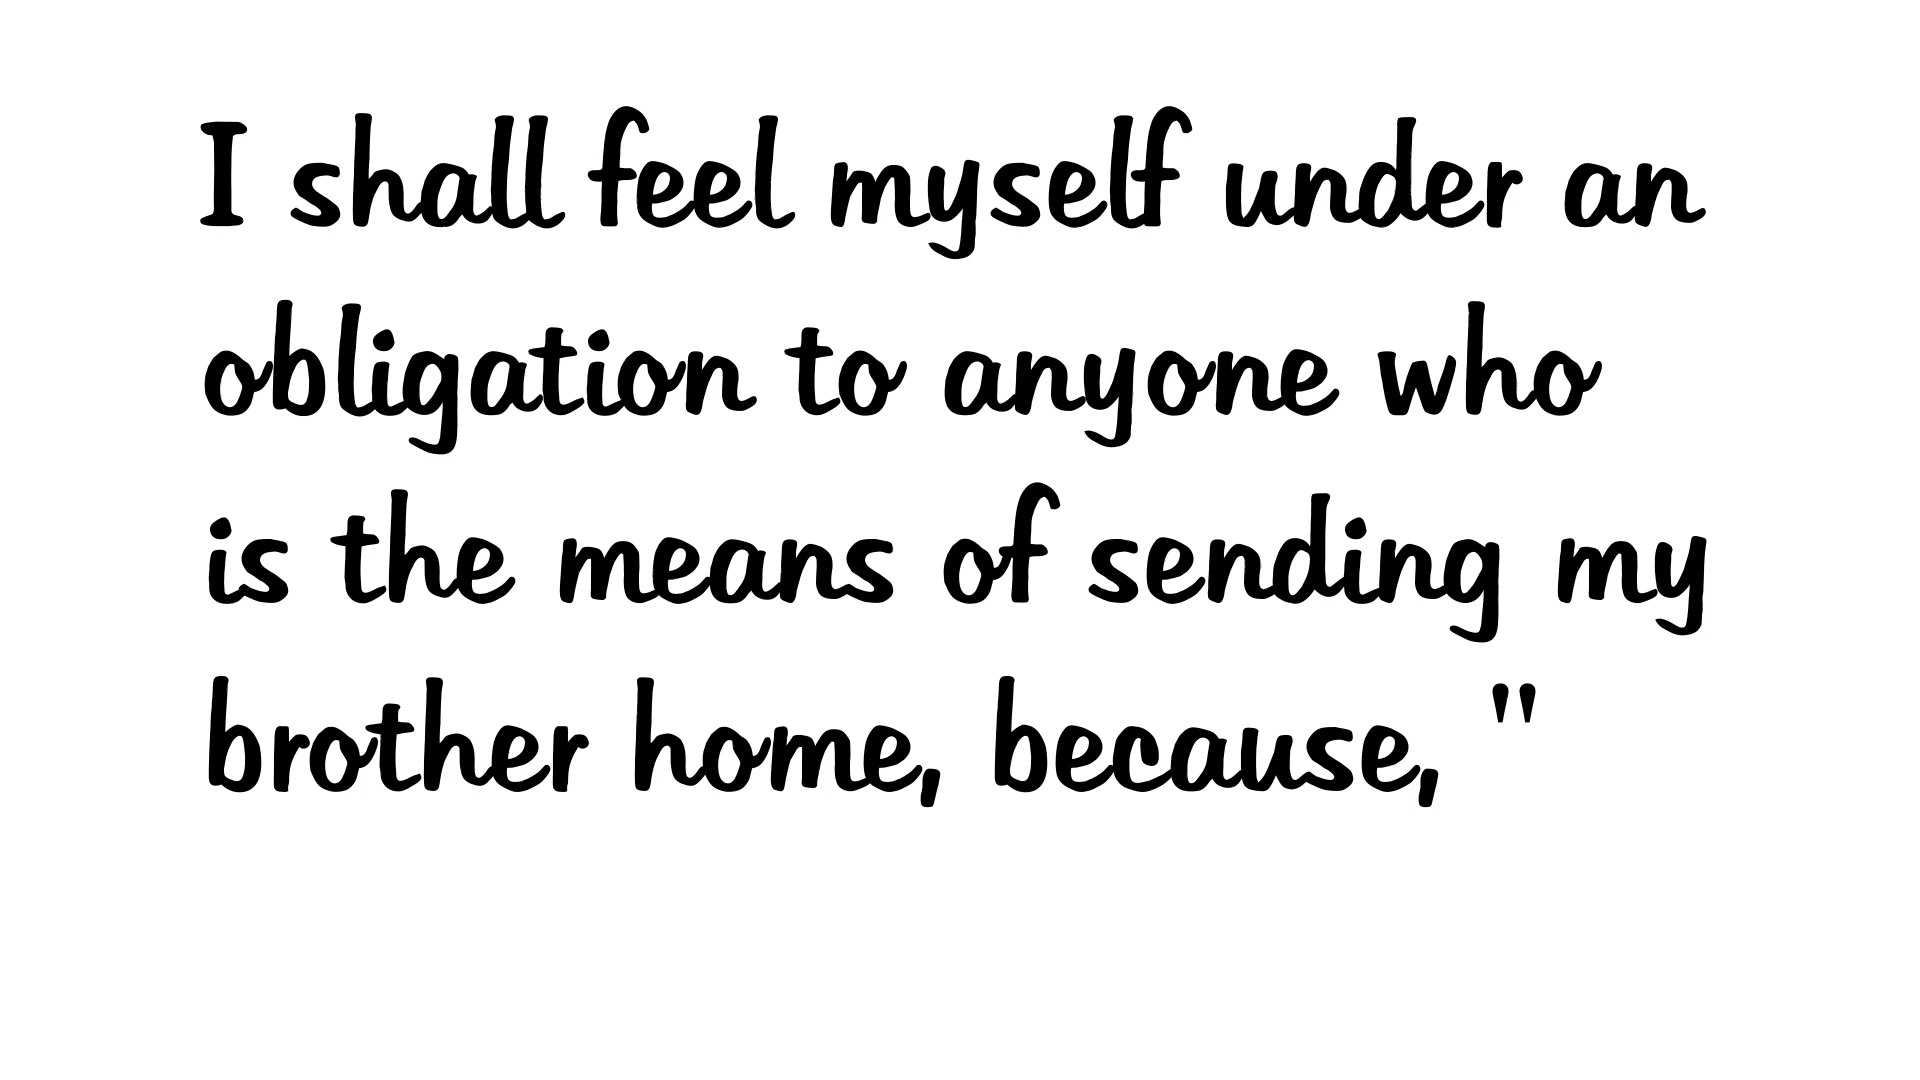 I shall feel myself under an
obligation to anyone who
is the means of sending my
brother home, because, "